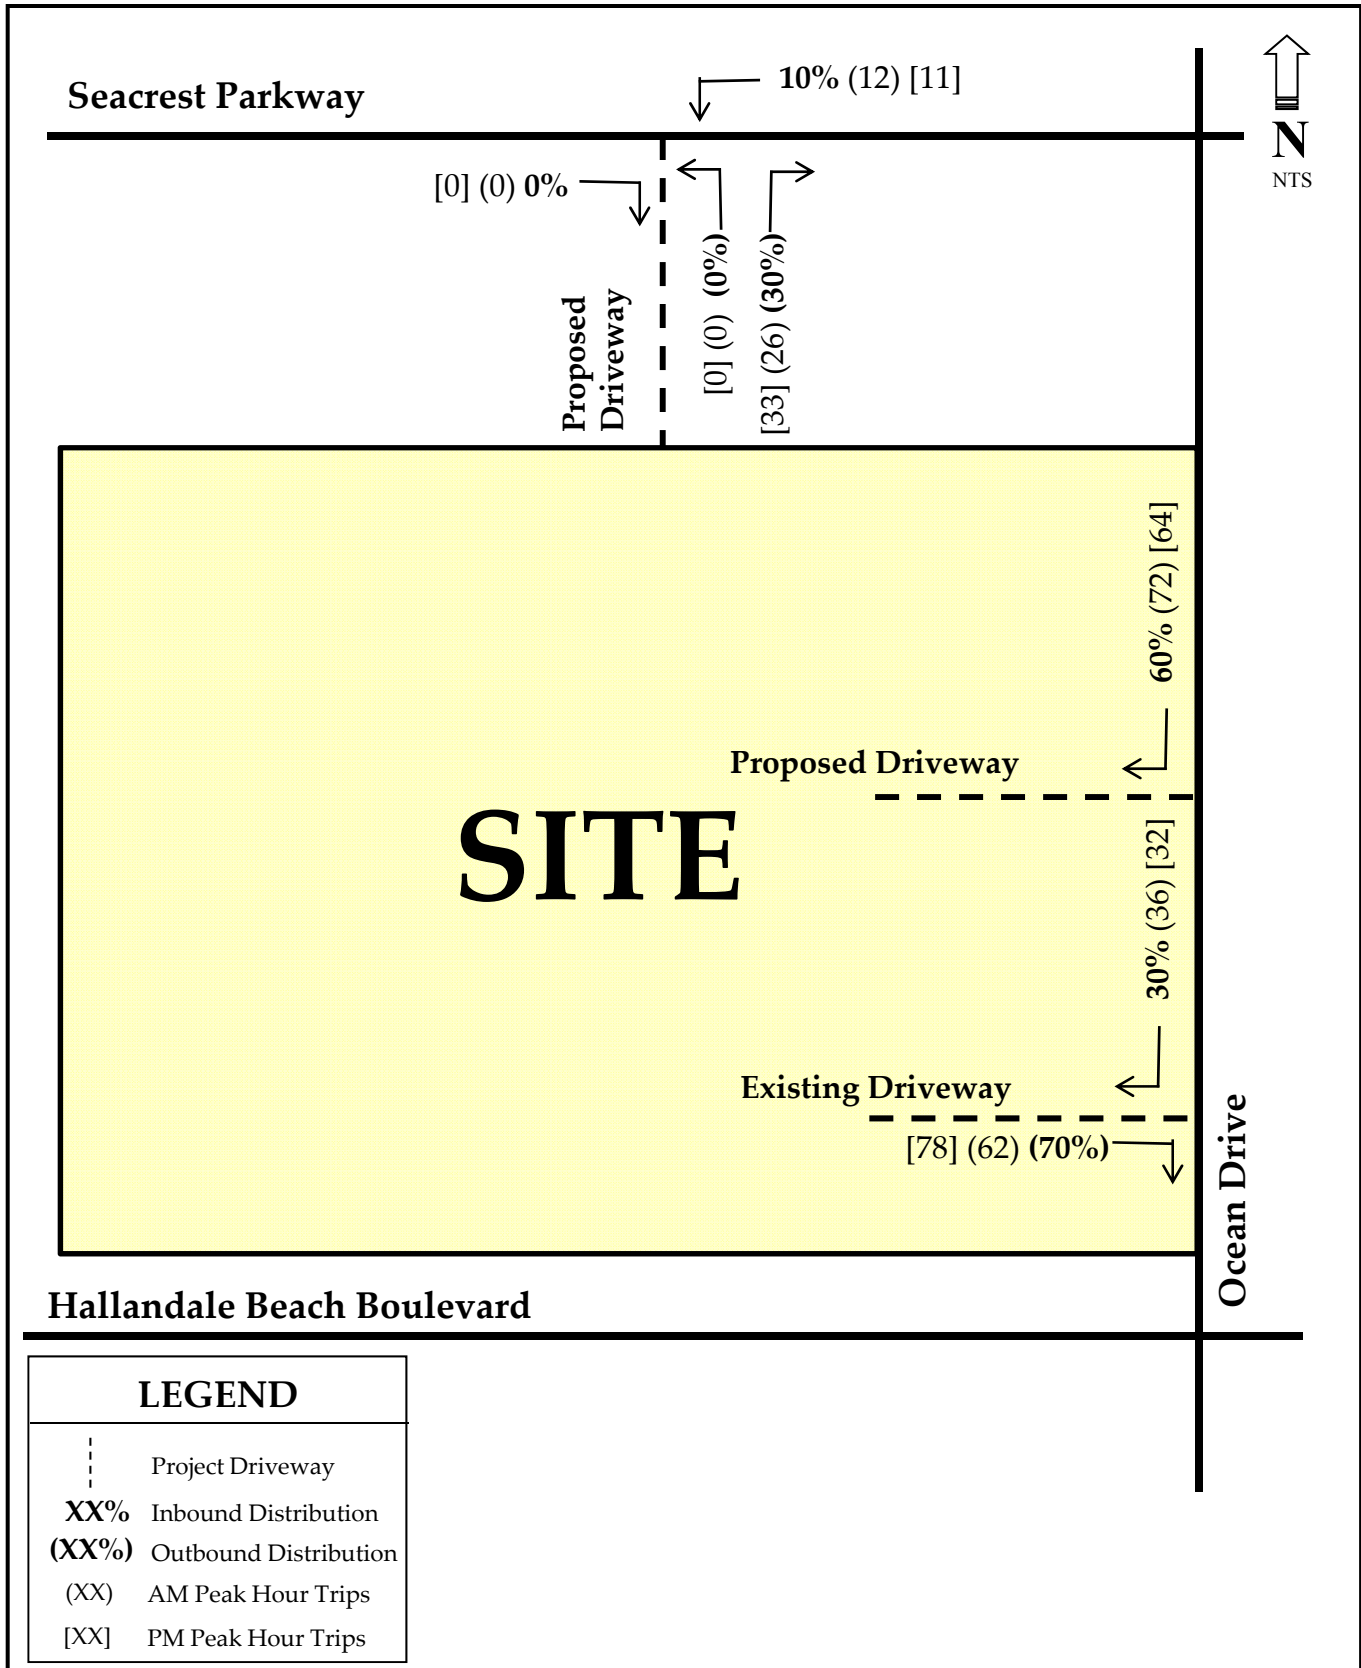 Seacrest Parkway
10% (12) [11]
N
NTS
[0] (0) 0%
Proposed
Driveway
[0] (0) (0%)
[33] (26) (30%)
60% (72) [64]
Proposed Driveway
SITE
30% (36) [32]
Existing Driveway
[78] (62) (70%)
Ocean Drive
Hallandale Beach Boulevard
LEGEND
Project Driveway
XX% Inbound Distribution
(XX%) Outbound Distribution
(XX) AM Peak Hour Trips
[XX] PM Peak Hour Trips